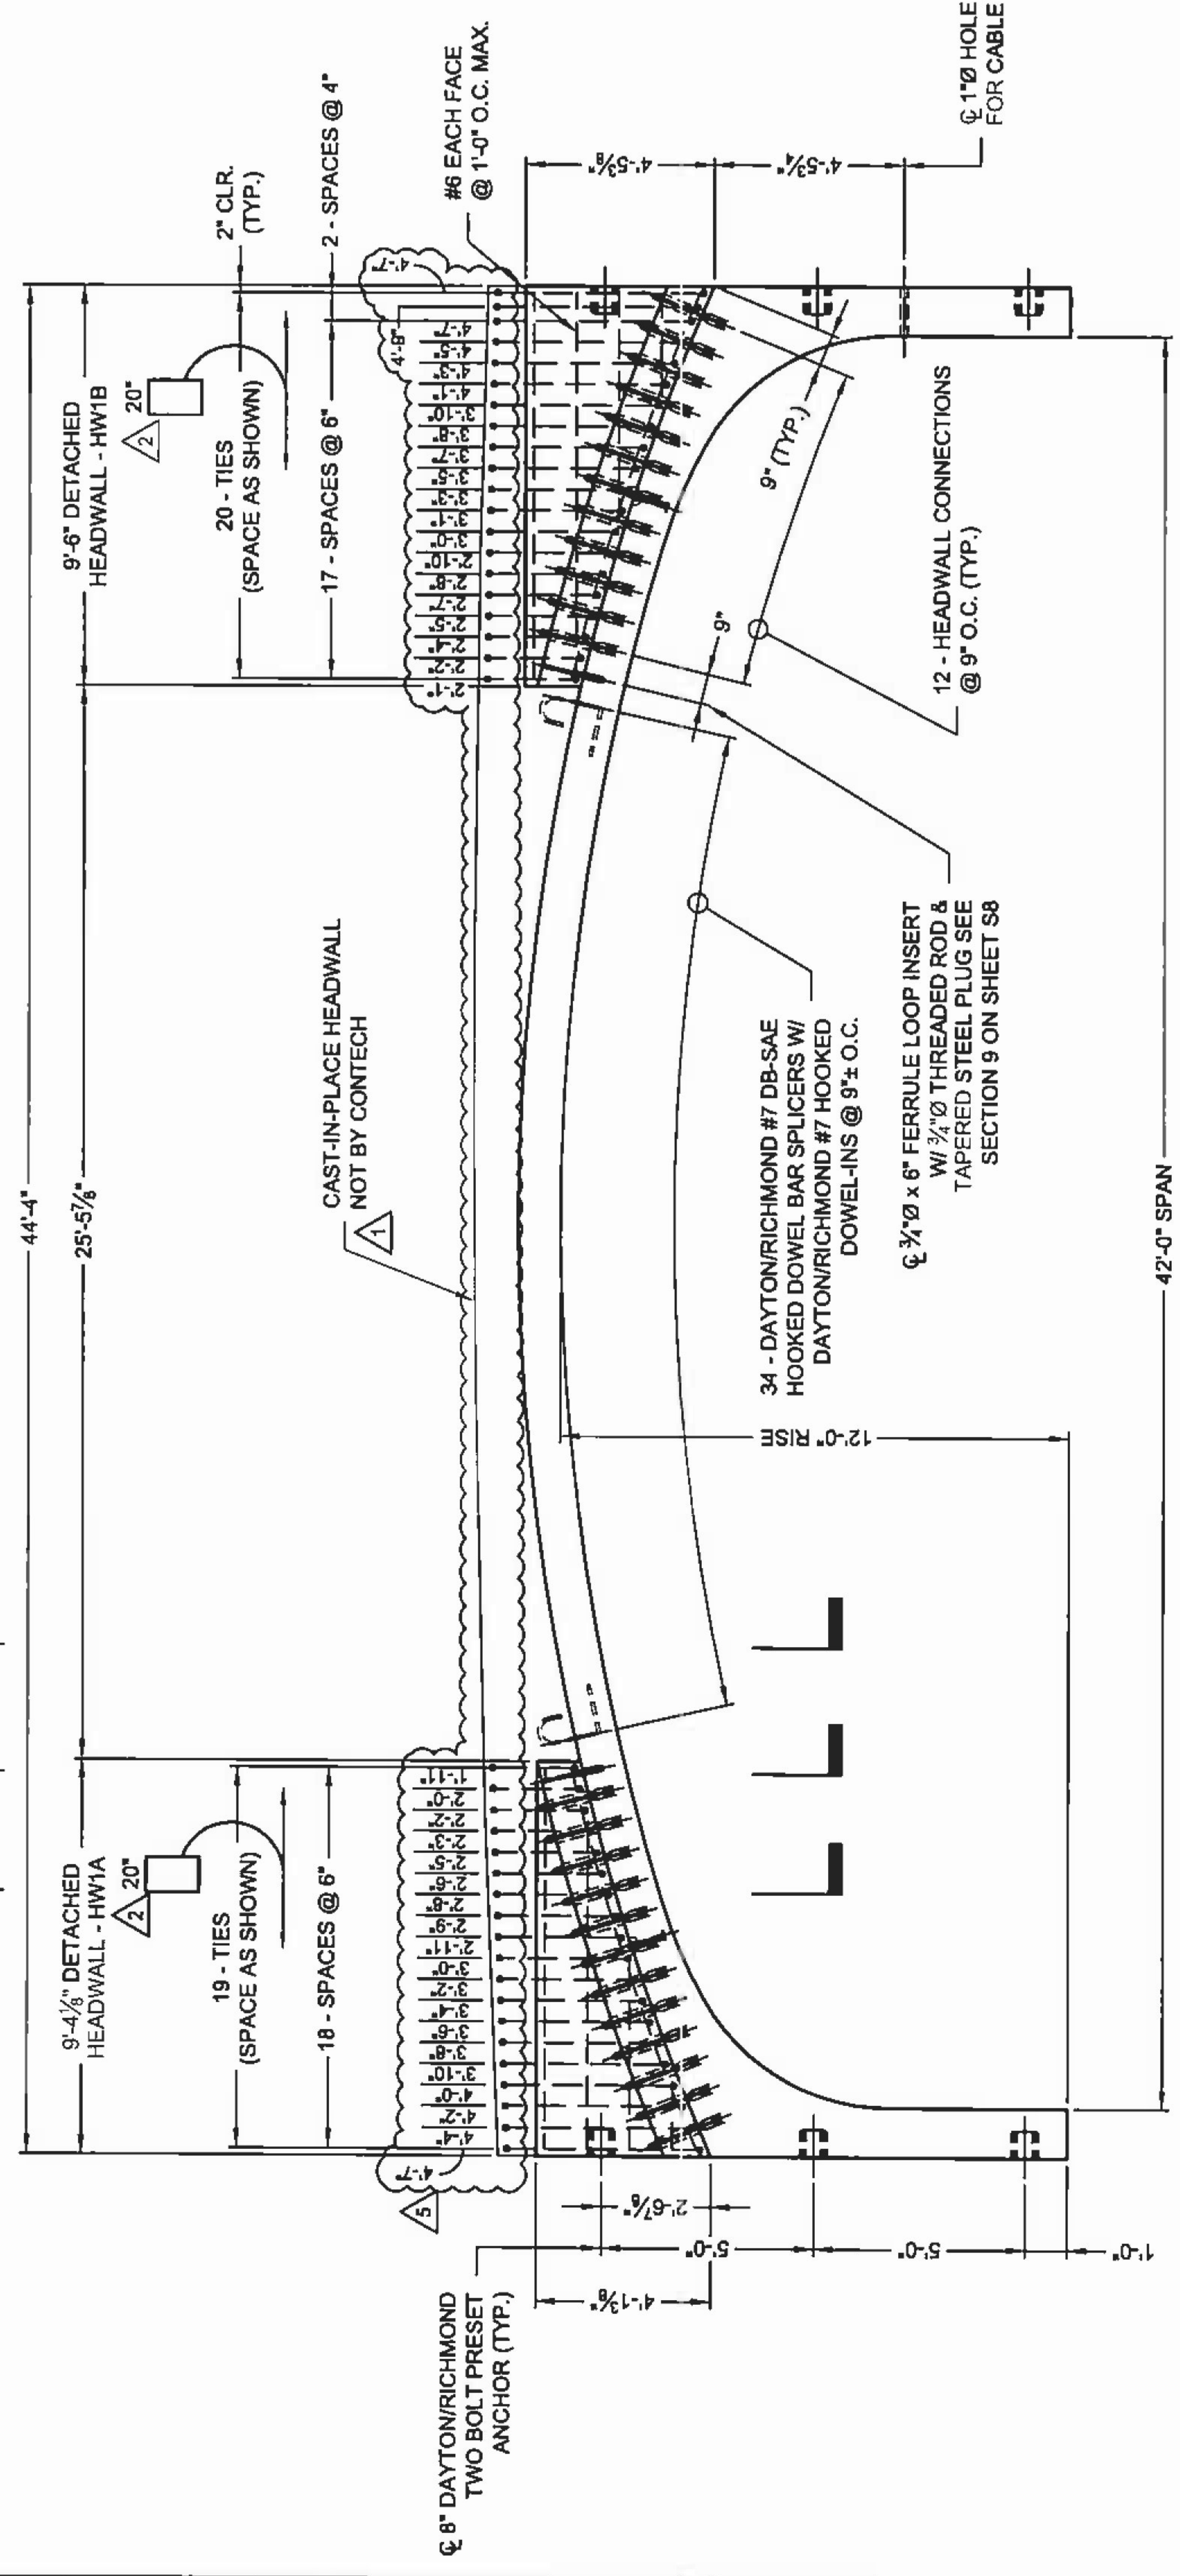 44'-4"
9'-4⅛" DETACHED
HEADWALL - HW1A
25'-5⅞"
9'-6" DETACHED
HEADWALL - HW1B
2
20"
19 - TIES
(SPACE AS SHOWN)
18 - SPACES @ 6"
2
20"
20 - TIES
(SPACE AS SHOWN)
17 - SPACES @ 6"
2" CLR.
(TYP.)
2 - SPACES @ 4"
#6 EACH FACE
@ 1'-0" O.C. MAX.
CAST-IN-PLACE HEADWALL
NOT BY CONTECH
1
5
4'-7"
4'-4"
4'-2"
4'-0"
3'-10"
3'-8"
3'-6"
3'-4"
3'-2"
3'-0"
2'-11"
2'-9"
2'-8"
2'-6"
2'-5"
2'-3"
2'-2"
2'-0"
1'-11"
2'-1"
2'-2"
2'-4"
2'-5"
2'-7"
2'-8"
2'-10"
3'-0"
3'-1"
3'-3"
3'-5"
3'-7"
3'-8"
3'-10"
4'-1"
4'-3"
4'-5"
4'-7"
4'-7"
₵ 8" DAYTON/RICHMOND
TWO BOLT PRESET
ANCHOR (TYP.)
4'-1⅜"
2'-6⅞"
5'-0"
5'-0"
1'-0"
12'-0" RISE
34 - DAYTON/RICHMOND #7 DB-SAE
HOOKED DOWEL BAR SPLICERS W/
DAYTON/RICHMOND #7 HOOKED
DOWEL-INS @ 9"± O.C.
℄ ¾"Ø x 6" FERRULE LOOP INSERT
W/ ¾"Ø THREADED ROD &
TAPERED STEEL PLUG SEE
SECTION 9 ON SHEET S8
9"
9" (TYP.)
12 - HEADWALL CONNECTIONS
@ 9" O.C. (TYP.)
4'-5⅜"
4'-5¾"
℄ 1"Ø HOLE
FOR CABLE
42'-0" SPAN